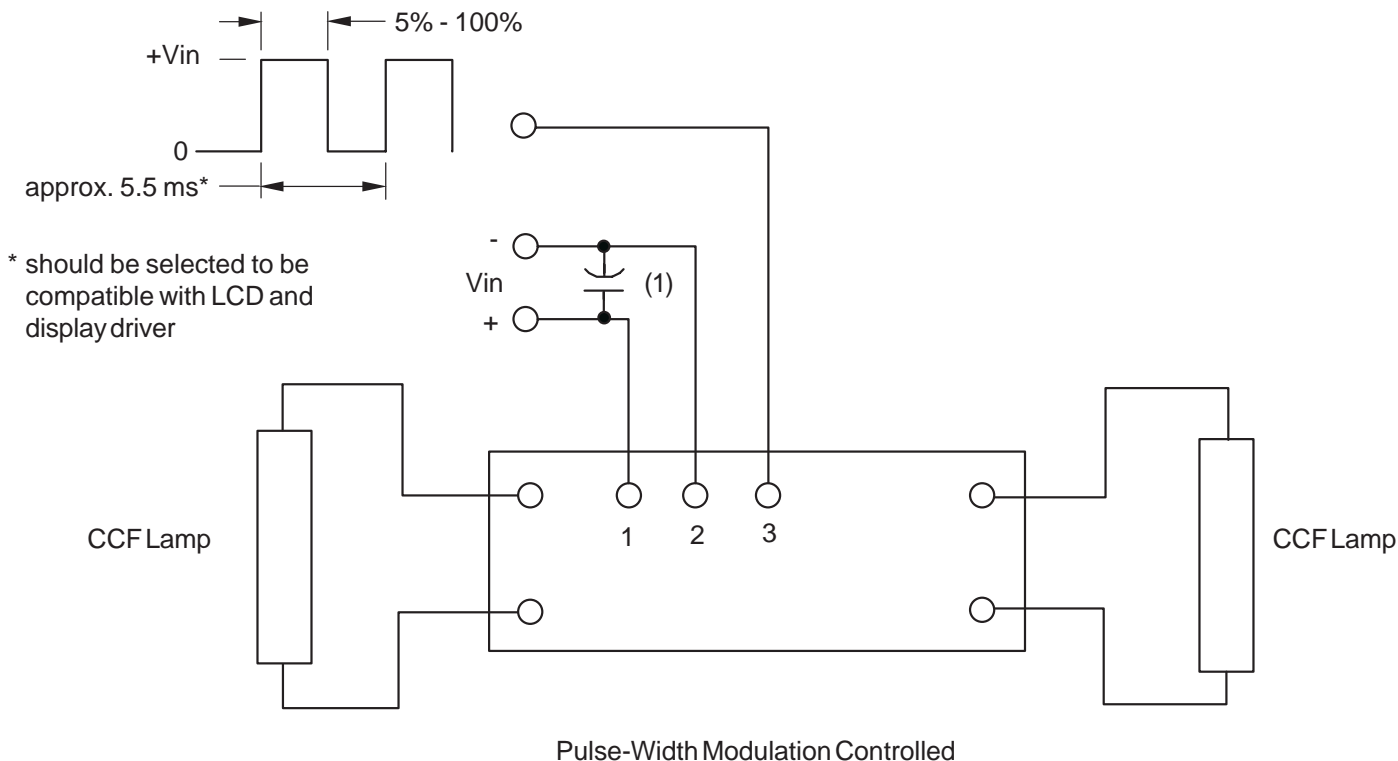 5% - 100%
+Vin
0
approx. 5.5 ms*
* should be selected to be
compatible with LCD and
display driver
-
Vin
(1)
+
CCF Lamp
1 2 3
CCF Lamp
Pulse-Width Modulation Controlled